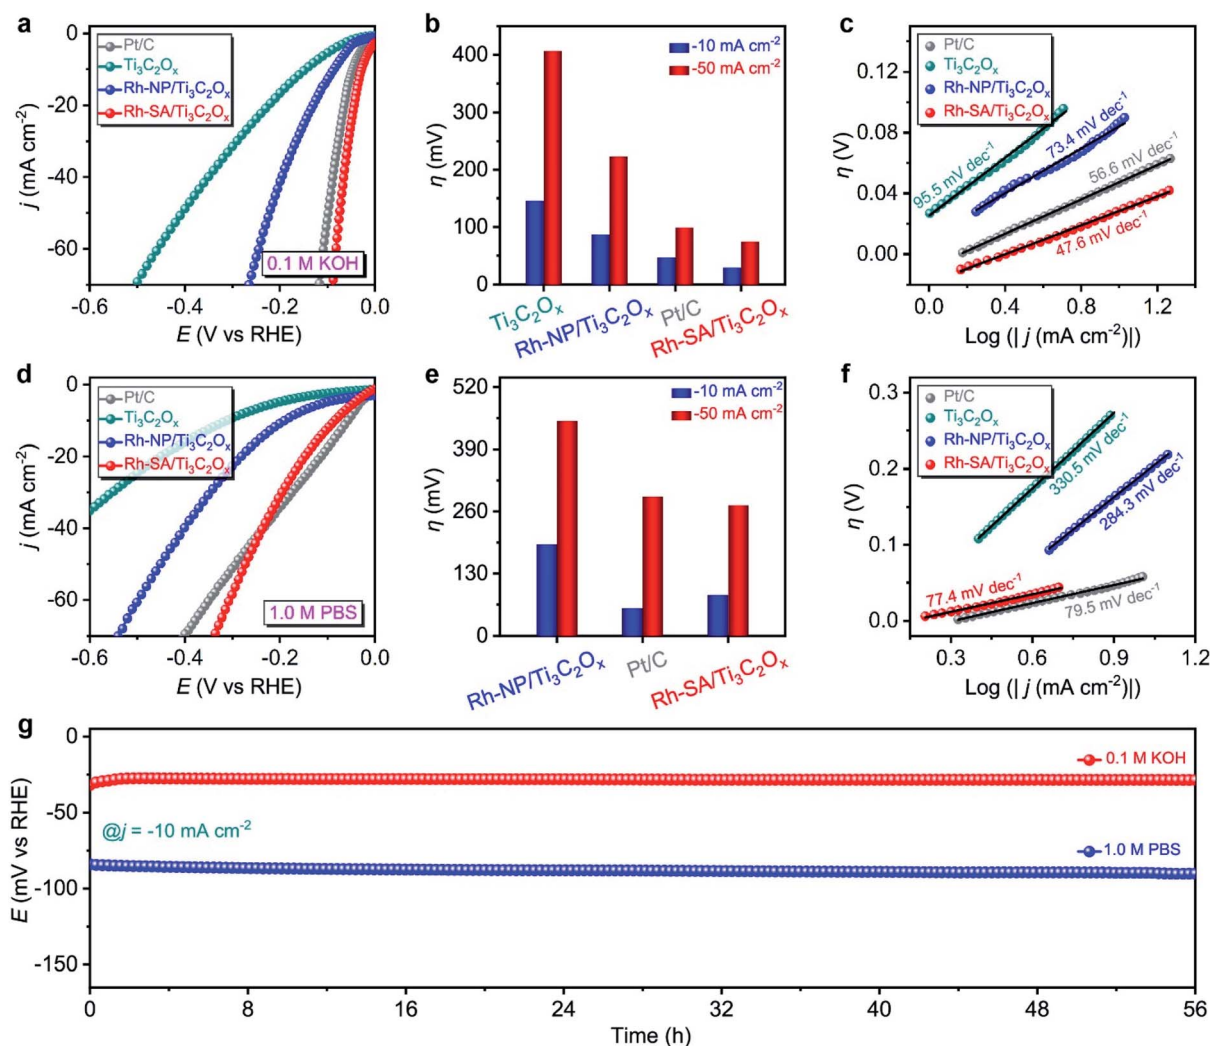 a
0
-20
-40
-60
j (mA cm⁻²)
Pt/C
Ti₃C₂Oₓ
Rh-NP/Ti₃C₂Oₓ
Rh-SA/Ti₃C₂Oₓ
0.1 M KOH
-0.6
-0.4
-0.2
0.0
E (V vs RHE)
b
400
300
200
100
0
η (mV)
-10 mA cm⁻²
-50 mA cm⁻²
Ti₃C₂Oₓ
Rh-NP/Ti₃C₂Oₓ
Pt/C
Rh-SA/Ti₃C₂Oₓ
c
0.12
0.08
0.04
0.00
η (V)
Pt/C
Ti₃C₂Oₓ
Rh-NP/Ti₃C₂Oₓ
Rh-SA/Ti₃C₂Oₓ
95.5 mV dec⁻¹
73.4 mV dec⁻¹
56.6 mV dec⁻¹
47.6 mV dec⁻¹
0.0
0.4
0.8
1.2
Log (| j (mA cm⁻²)|)
d
0
-20
-40
-60
j (mA cm⁻²)
Pt/C
Ti₃C₂Oₓ
Rh-NP/Ti₃C₂Oₓ
Rh-SA/Ti₃C₂Oₓ
1.0 M PBS
-0.6
-0.4
-0.2
0.0
E (V vs RHE)
e
520
390
260
130
0
η (mV)
-10 mA cm⁻²
-50 mA cm⁻²
Rh-NP/Ti₃C₂Oₓ
Pt/C
Rh-SA/Ti₃C₂Oₓ
f
0.3
0.2
0.1
0.0
η (V)
Pt/C
Ti₃C₂Oₓ
Rh-NP/Ti₃C₂Oₓ
Rh-SA/Ti₃C₂Oₓ
330.5 mV dec⁻¹
284.3 mV dec⁻¹
77.4 mV dec⁻¹
79.5 mV dec⁻¹
0.3
0.6
0.9
1.2
Log (| j (mA cm⁻²)|)
g
0
-50
-100
-150
E (mV vs RHE)
0.1 M KOH
@j = -10 mA cm⁻²
1.0 M PBS
0
8
16
24
32
40
48
56
Time (h)